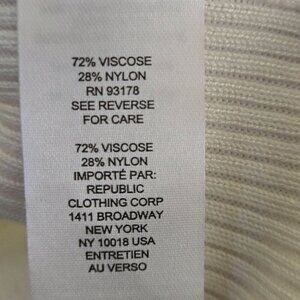 72% VISCOSE
28% NYLON
RN 93178
SEE REVERSE
FOR CARE
72% VISCOSE
28% NYLON
IMPORTÉ PAR:
REPUBLIC
CLOTHING CORP
1411 BROADWAY
NEW YORK
NY 10018 USA
ENTRETIEN
AU VERSO